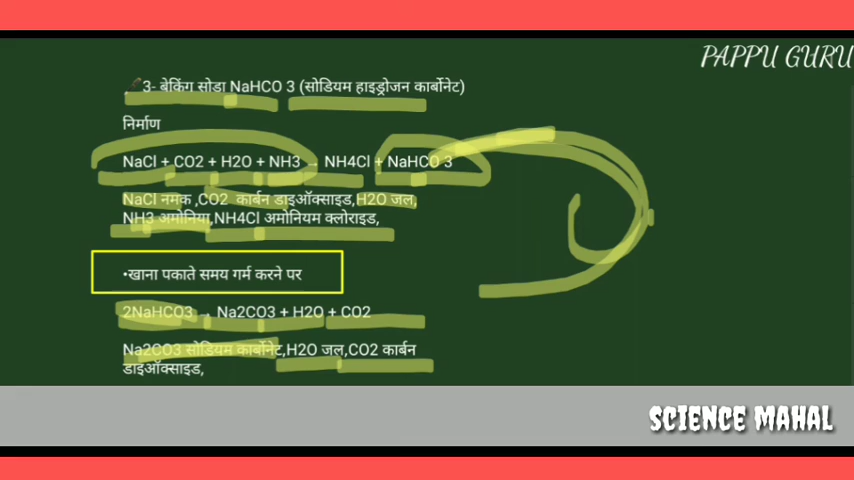 PAPPU GURU
3- बेकिंग सोडा NaHCO 3 (सोडियम हाइड्रोजन कार्बोनेट)
निर्माण
NaCl + CO2 + H2O + NH3 → NH4Cl + NaHCO 3
NaCl नमक ,CO2 कार्बन डाइऑक्साइड,H2O जल,
NH3 अमोनिया,NH4Cl अमोनियम क्लोराइड,
•खाना पकाते समय गर्म करने पर
2NaHCO3 → Na2CO3 + H2O + CO2
Na2CO3 सोडियम कार्बोनेट,H2O जल,CO2 कार्बन
डाइऑक्साइड,
SCIENCE MAHAL